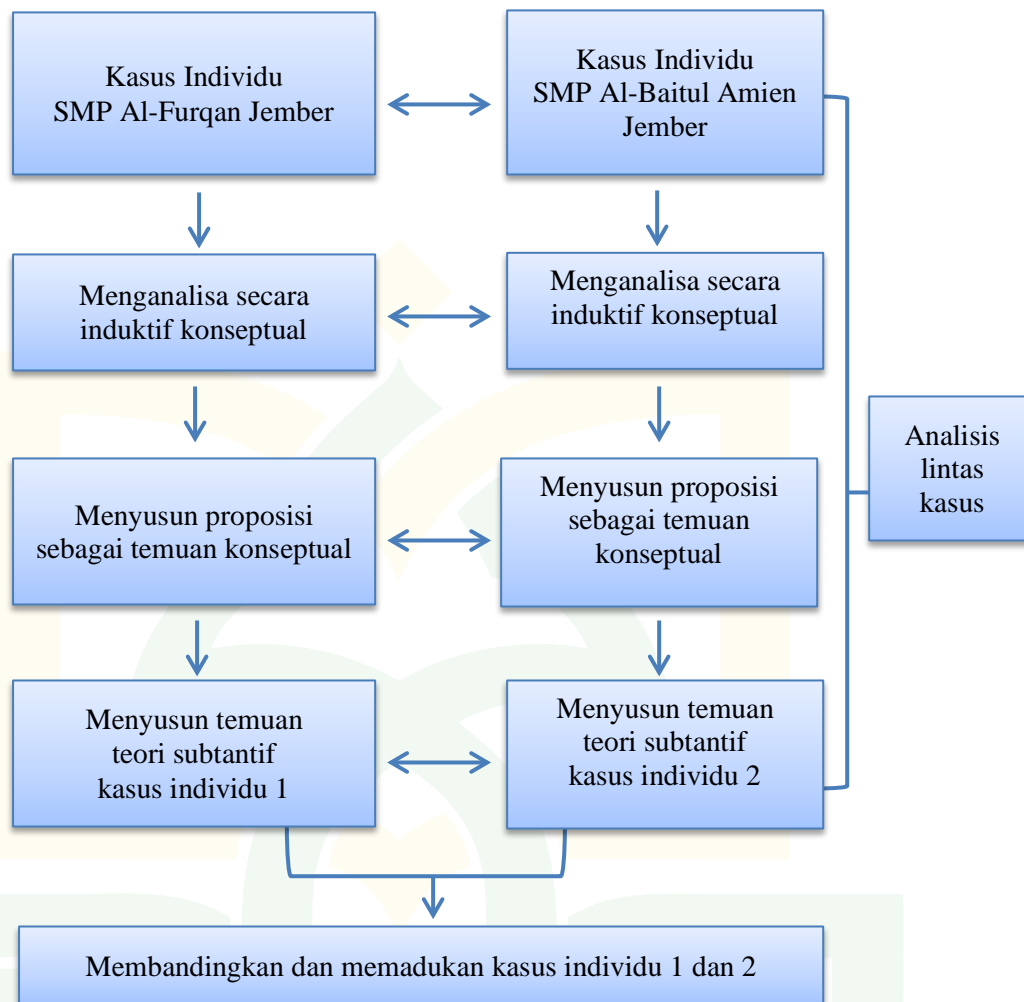 Kasus Individu
SMP Al-Furqan Jember
Kasus Individu
SMP Al-Baitul Amien
Jember
Menganalisa secara
induktif konseptual
Menganalisa secara
induktif konseptual
Analisis
lintas
kasus
Menyusun proposisi
sebagai temuan konseptual
Menyusun proposisi
sebagai temuan
konseptual
Menyusun temuan
teori subtantif
kasus individu 1
Menyusun temuan
teori subtantif
kasus individu 2
Membandingkan dan memadukan kasus individu 1 dan 2